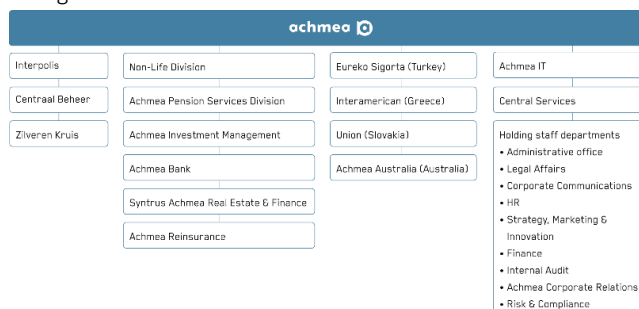 achmea
Interpolis
Centraal Beheer
Zilveren Kruis
Non-Life Division
Achmea Pension Services Division
Achmea Investment Management
Achmea Bank
Syntrus Achmea Real Estate & Finance
Achmea Reinsurance
Eureko Sigorta (Turkey)
Interamerican (Greece)
Union (Slovakia)
Achmea Australia (Australia)
Achmea IT
Central Services
Holding staff departments
• Administrative office
• Legal Affairs
• Corporate Communications
• HR
• Strategy, Marketing &
Innovation
• Finance
• Internal Audit
• Achmea Corporate Relations
• Risk & Compliance